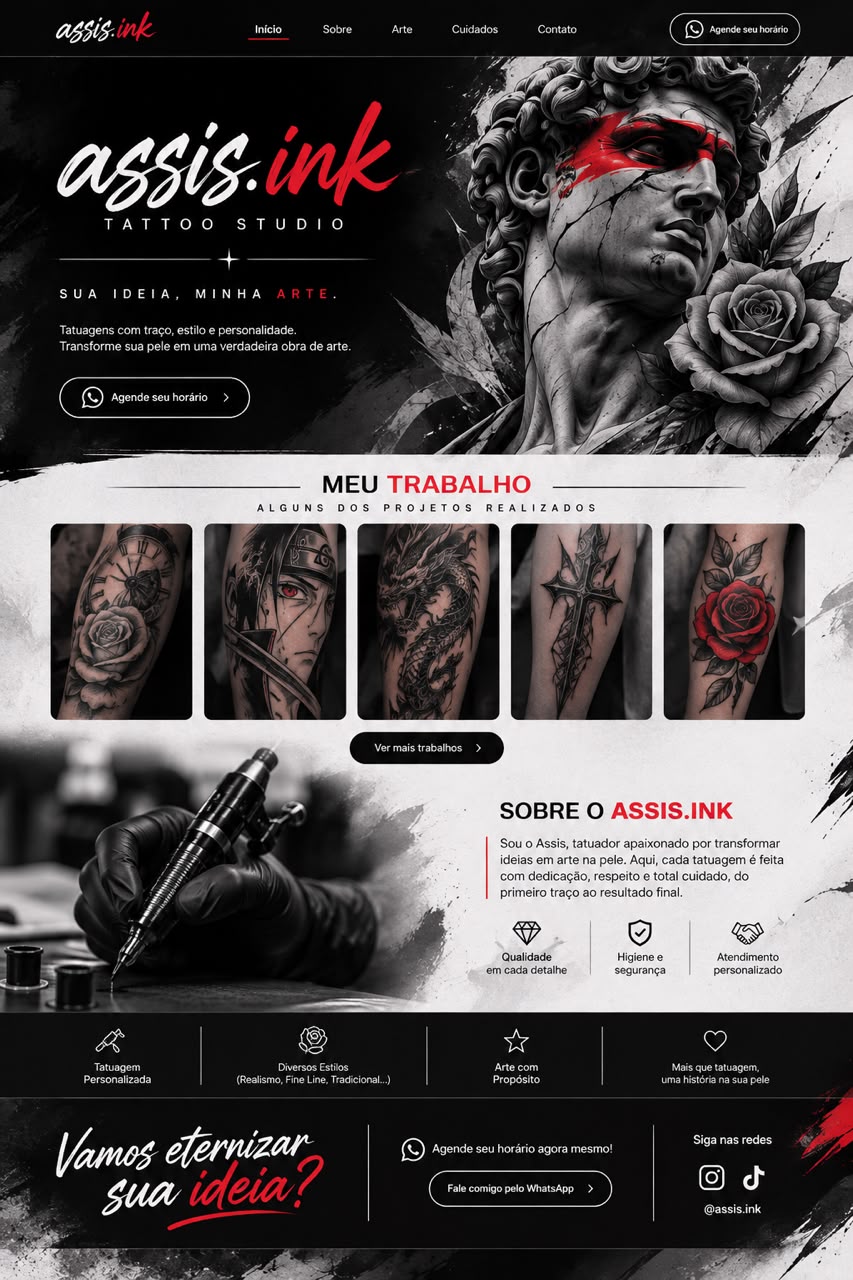 assis.ink
Início
Sobre
Arte
Cuidados
Contato
Agende seu horário
assis.ink
TATTOO STUDIO
SUA IDEIA, MINHA ARTE.
Tatuagens com traço, estilo e personalidade.
Transforme sua pele em uma verdadeira obra de arte.
Agende seu horário
MEU TRABALHO
ALGUNS DOS PROJETOS REALIZADOS
Ver mais trabalhos
SOBRE O ASSIS.INK
Sou o Assis, tatuador apaixonado por transformar
ideias em arte na pele. Aqui, cada tatuagem é feita
com dedicação, respeito e total cuidado, do
primeiro traço ao resultado final.
Qualidade
em cada detalhe
Higiene e
segurança
Atendimento
personalizado
Tatuagem
Personalizada
Diversos Estilos
(Realismo, Fine Line, Tradicional...)
Arte com
Propósito
Mais que tatuagem,
uma história na sua pele
Vamos eternizar
sua ideia?
Agende seu horário agora mesmo!
Fale comigo pelo WhatsApp
Siga nas redes
@assis.ink